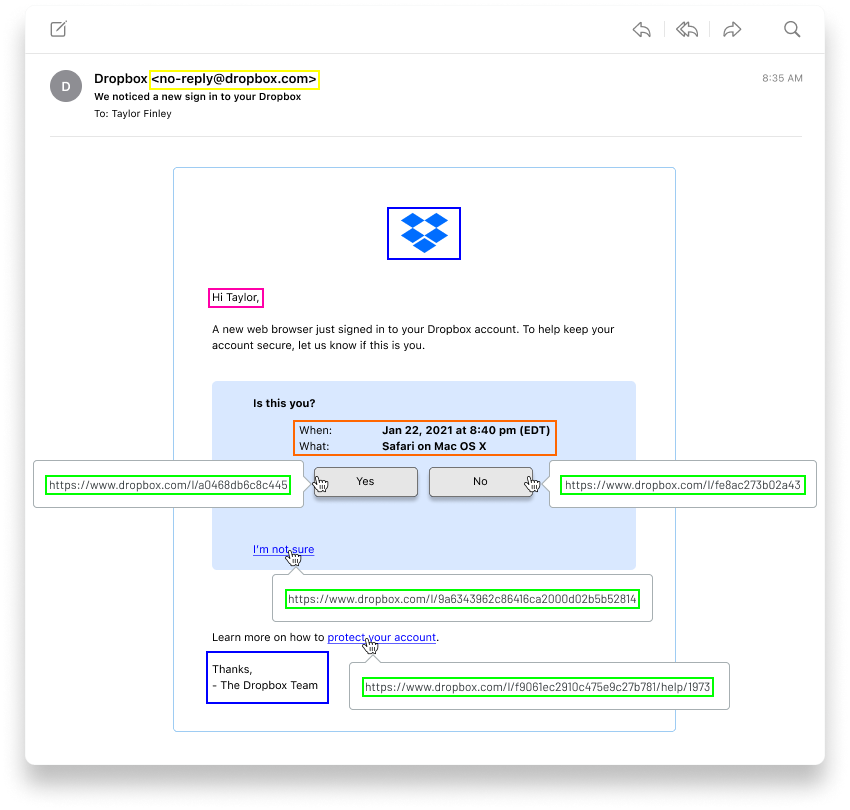 D
Dropbox <no-reply@dropbox.com>
8:35 AM
We noticed a new sign in to your Dropbox
To: Taylor Finley
Hi Taylor,
A new web browser just signed in to your Dropbox account. To help keep your
account secure, let us know if this is you.
Is this you?
When: Jan 22, 2021 at 8:40 pm (EDT)
What: Safari on Mac OS X
https://www.dropbox.com/l/a0468db6c8c445
Yes
No
https://www.dropbox.com/l/fe8ac273b02a43
I'm not sure
https://www.dropbox.com/l/9a6343962c86416ca2000d02b5b52814
Learn more on how to protect your account.
Thanks,
- The Dropbox Team
https://www.dropbox.com/l/f9061ec2910c475e9c27b781/help/1973